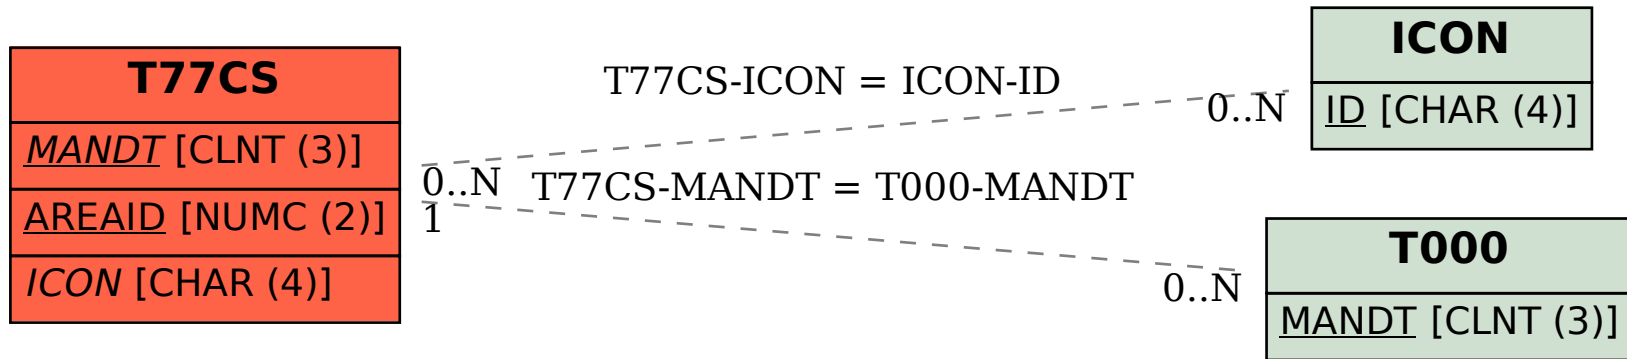 T77CS
MANDT [CLNT (3)]
AREAID [NUMC (2)]
ICON [CHAR (4)]
T77CS-ICON = ICON-ID
0..N
0..N
T77CS-MANDT = T000-MANDT
1
0..N
ICON
ID [CHAR (4)]
T000
MANDT [CLNT (3)]